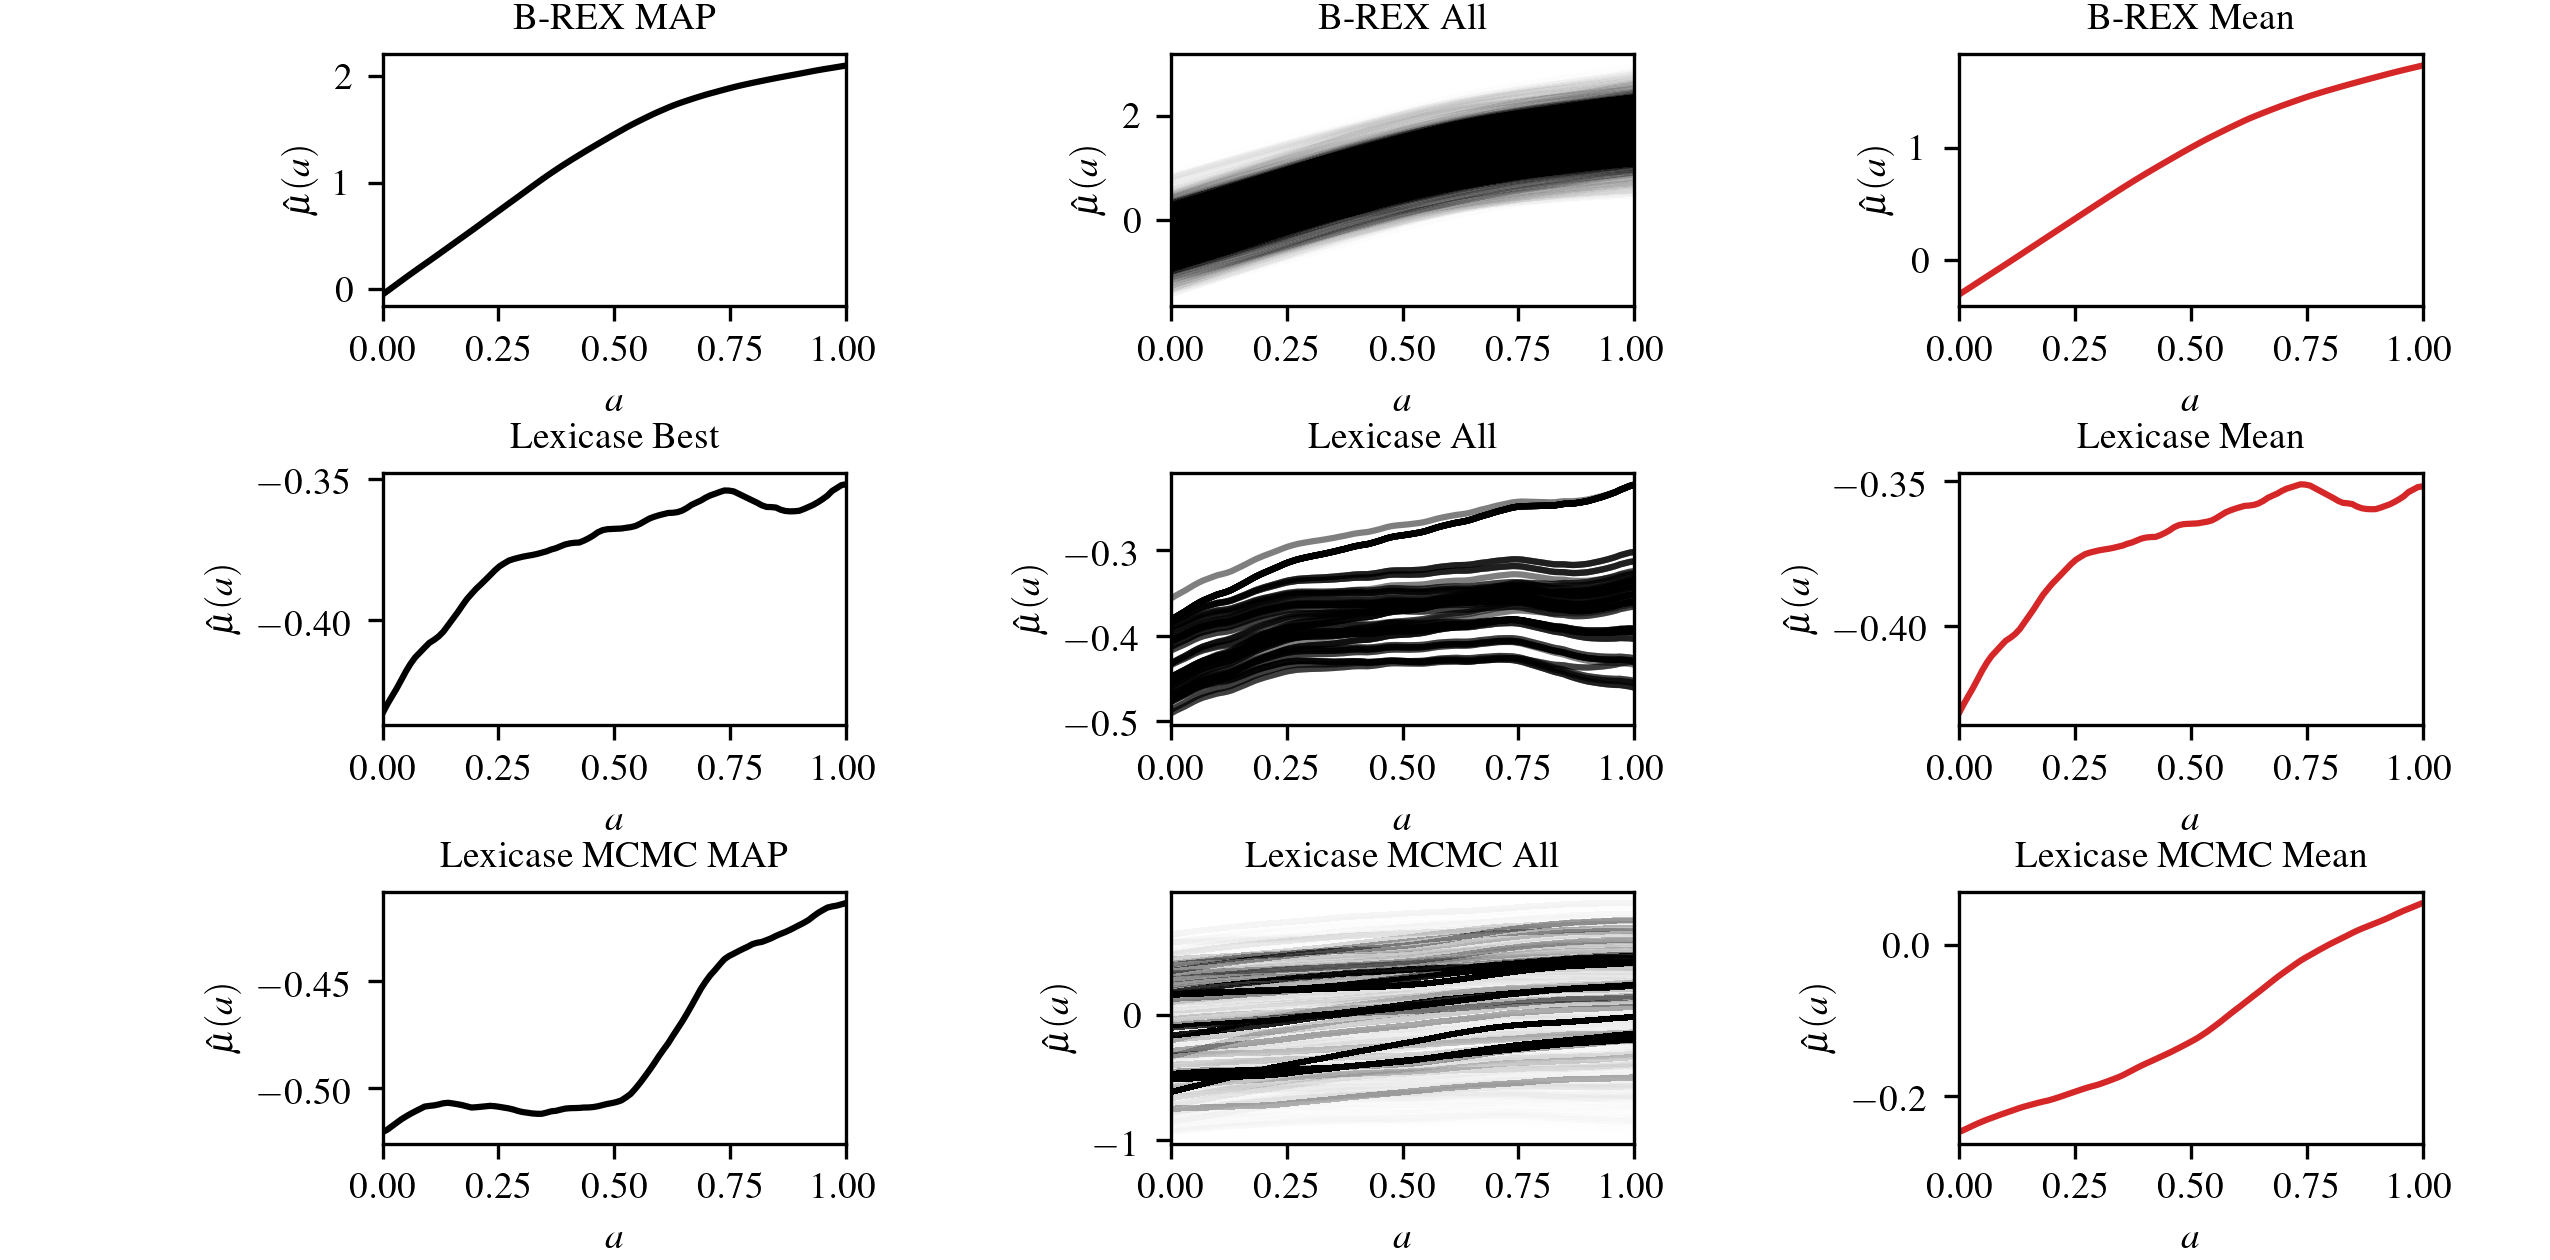 B-REX MAP
B-REX All
B-REX Mean
2
1
0
μ̂(a)
0.00 0.25 0.50 0.75 1.00
a
2
0
μ̂(a)
0.00 0.25 0.50 0.75 1.00
a
1
0
μ̂(a)
0.00 0.25 0.50 0.75 1.00
a
Lexicase Best
Lexicase All
Lexicase Mean
−0.35
−0.40
μ̂(a)
0.00 0.25 0.50 0.75 1.00
a
−0.3
−0.4
−0.5
μ̂(a)
0.00 0.25 0.50 0.75 1.00
a
−0.35
−0.40
μ̂(a)
0.00 0.25 0.50 0.75 1.00
a
Lexicase MCMC MAP
Lexicase MCMC All
Lexicase MCMC Mean
−0.45
−0.50
μ̂(a)
0.00 0.25 0.50 0.75 1.00
a
0
−1
μ̂(a)
0.00 0.25 0.50 0.75 1.00
a
0.0
−0.2
μ̂(a)
0.00 0.25 0.50 0.75 1.00
a